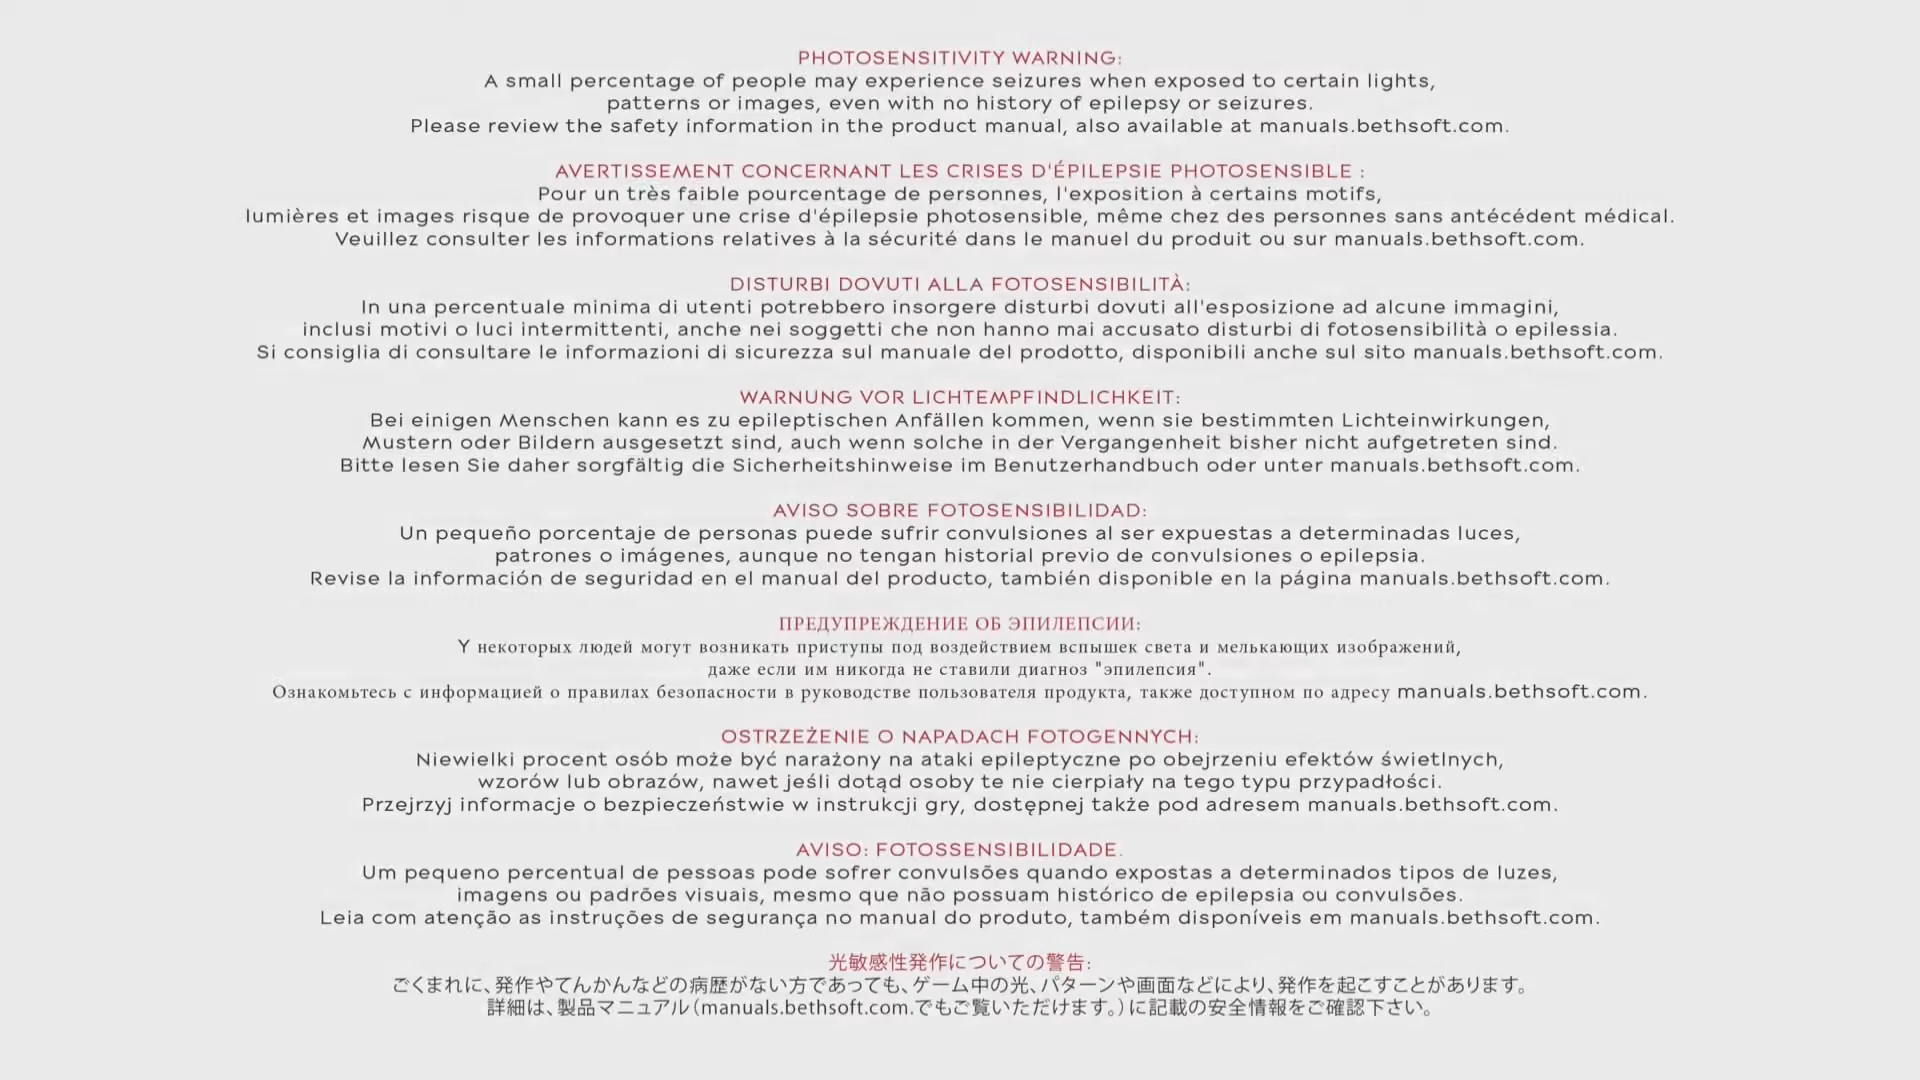 PHOTOSENSITIVITY WARNING:
A small percentage of people may experience seizures when exposed to certain lights,
patterns or images, even with no history of epilepsy or seizures.
Please review the safety information in the product manual, also available at manuals.bethsoft.com.
AVERTISSEMENT CONCERNANT LES CRISES D'ÉPILEPSIE PHOTOSENSIBLE :
Pour un très faible pourcentage de personnes, l'exposition à certains motifs,
lumières et images risque de provoquer une crise d'épilepsie photosensible, même chez des personnes sans antécédent médical.
Veuillez consulter les informations relatives à la sécurité dans le manuel du produit ou sur manuals.bethsoft.com.
DISTURBI DOVUTI ALLA FOTOSENSIBILITÀ:
In una percentuale minima di utenti potrebbero insorgere disturbi dovuti all'esposizione ad alcune immagini,
inclusi motivi o luci intermittenti, anche nei soggetti che non hanno mai accusato disturbi di fotosensibilità o epilessia.
Si consiglia di consultare le informazioni di sicurezza sul manuale del prodotto, disponibili anche sul sito manuals.bethsoft.com.
WARNUNG VOR LICHTEMPFINDLICHKEIT:
Bei einigen Menschen kann es zu epileptischen Anfällen kommen, wenn sie bestimmten Lichteinwirkungen,
Mustern oder Bildern ausgesetzt sind, auch wenn solche in der Vergangenheit bisher nicht aufgetreten sind.
Bitte lesen Sie daher sorgfältig die Sicherheitshinweise im Benutzerhandbuch oder unter manuals.bethsoft.com.
AVISO SOBRE FOTOSENSIBILIDAD:
Un pequeño porcentaje de personas puede sufrir convulsiones al ser expuestas a determinadas luces,
patrones o imágenes, aunque no tengan historial previo de convulsiones o epilepsia.
Revise la información de seguridad en el manual del producto, también disponible en la página manuals.bethsoft.com.
ПРЕДУПРЕЖДЕНИЕ ОБ ЭПИЛЕПСИИ:
У некоторых людей могут возникать приступы под воздействием вспышек света и мелькающих изображений,
даже если им никогда не ставили диагноз "эпилепсия".
Ознакомьтесь с информацией о правилах безопасности в руководстве пользователя продукта, также доступном по адресу manuals.bethsoft.com.
OSTRZEŻENIE O NAPADACH FOTOGENNYCH:
Niewielki procent osób może być narażony na ataki epileptyczne po obejrzeniu efektów świetlnych,
wzorów lub obrazów, nawet jeśli dotąd osoby te nie cierpiały na tego typu przypadłości.
Przejrzyj informacje o bezpieczeństwie w instrukcji gry, dostępnej także pod adresem manuals.bethsoft.com.
AVISO: FOTOSSENSIBILIDADE.
Um pequeno percentual de pessoas pode sofrer convulsões quando expostas a determinados tipos de luzes,
imagens ou padrões visuais, mesmo que não possuam histórico de epilepsia ou convulsões.
Leia com atenção as instruções de segurança no manual do produto, também disponíveis em manuals.bethsoft.com.
光敏感性発作についての警告:
ごくまれに、発作やてんかんなどの病歴がない方であっても、ゲーム中の光、パターンや画面などにより、発作を起こすことがあります。
詳細は、製品マニュアル（manuals.bethsoft.com.でもご覧いただけます。）に記載の安全情報をご確認下さい。